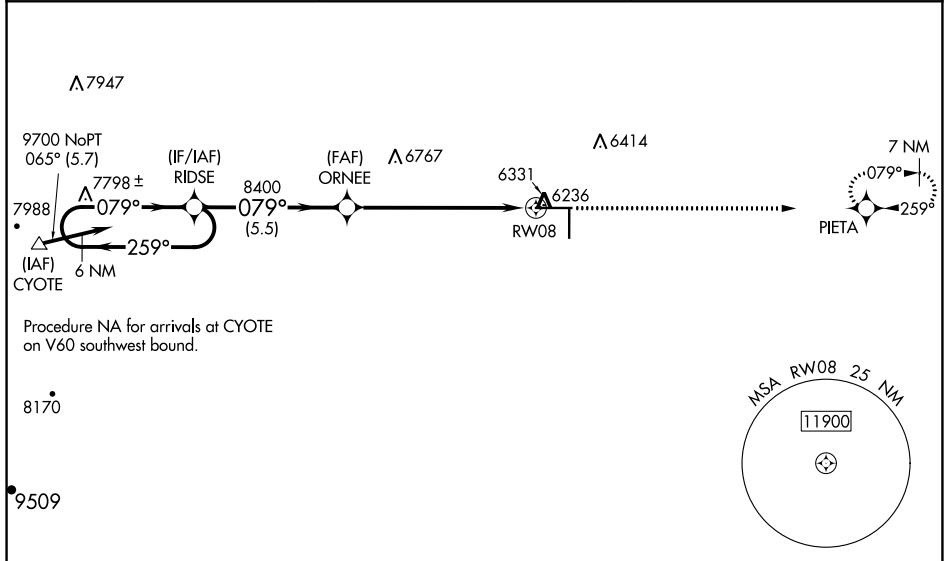 7947
9700 NoPT
065° (5.7)
(IF/IAF)
RIDSE
(FAF)
ORNEE
6767
6414
7 NM
7798 ±
079°
8400
079°
(5.5)
6331
6236
RW08
079°
259°
PIETA
7988
259°
6 NM
(IAF)
CYOTE
Procedure NA for arrivals at CYOTE
on V60 southwest bound.
8170
9509
MSA RW08 25 NM
11900